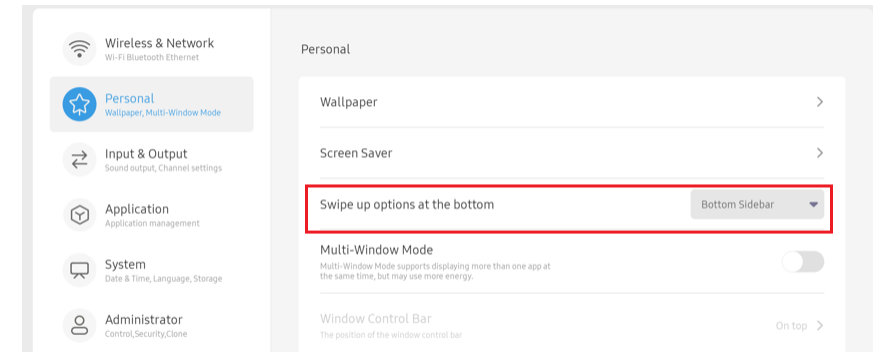 Wireless & Network
Wi-Fi Bluetooth Ethernet
Personal
Wallpaper, Multi-Window Mode
Input & Output
Sound output, Channel settings
Application
Application management
System
Date & Time, Language, Storage
Administrator
Control,Security,Clone
Personal
Wallpaper
Screen Saver
Swipe up options at the bottom
Bottom Sidebar
Multi-Window Mode
Multi-Window Mode supports displaying more than one app at
the same time, but may use more energy.
Window Control Bar
On top
The position of the window control bar